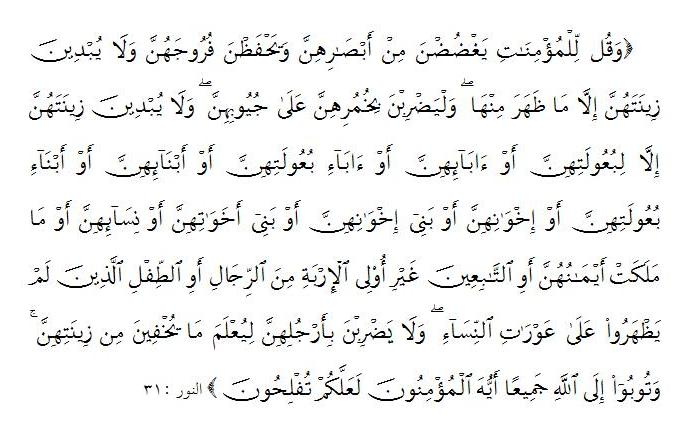 ﴿وَقُل لِّلْمُؤْمِنَٰتِ يَغْضُضْنَ مِنْ أَبْصَٰرِهِنَّ وَيَحْفَظْنَ فُرُوجَهُنَّ وَلَا يُبْدِينَ
زِينَتَهُنَّ إِلَّا مَا ظَهَرَ مِنْهَا ۖ وَلْيَضْرِبْنَ بِخُمُرِهِنَّ عَلَىٰ جُيُوبِهِنَّ ۖ وَلَا يُبْدِينَ زِينَتَهُنَّ
إِلَّا لِبُعُولَتِهِنَّ أَوْ ءَابَآئِهِنَّ أَوْ ءَابَآءِ بُعُولَتِهِنَّ أَوْ أَبْنَآئِهِنَّ أَوْ أَبْنَآءِ
بُعُولَتِهِنَّ أَوْ إِخْوَٰنِهِنَّ أَوْ بَنِىٓ إِخْوَٰنِهِنَّ أَوْ بَنِىٓ أَخَوَٰتِهِنَّ أَوْ نِسَآئِهِنَّ أَوْ مَا
مَلَكَتْ أَيْمَٰنُهُنَّ أَوِ ٱلتَّٰبِعِينَ غَيْرِ أُو۟لِى ٱلْإِرْبَةِ مِنَ ٱلرِّجَالِ أَوِ ٱلطِّفْلِ ٱلَّذِينَ لَمْ
يَظْهَرُوا۟ عَلَىٰ عَوْرَٰتِ ٱلنِّسَآءِ ۖ وَلَا يَضْرِبْنَ بِأَرْجُلِهِنَّ لِيُعْلَمَ مَا يُخْفِينَ مِن زِينَتِهِنَّ ۚ
وَتُوبُوٓا۟ إِلَى ٱللَّهِ جَمِيعًا أَيُّهَ ٱلْمُؤْمِنُونَ لَعَلَّكُمْ تُفْلِحُونَ﴾ النور: ٣١